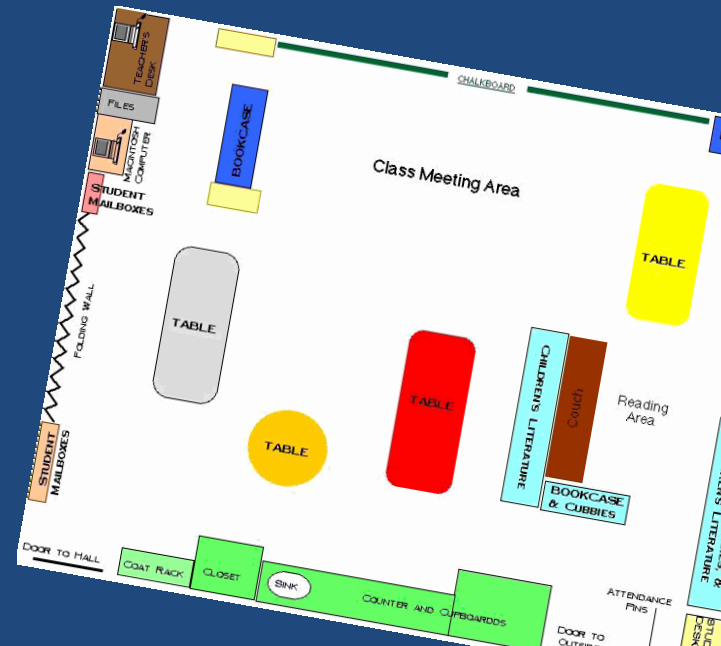 TEACHER'S
DESK
FILES
MACINTOSH
COMPUTER
STUDENT
MAILBOXES
CHALKBOARD
BOOKCASE
Class Meeting Area
TABLE
FOLDING WALL
TABLE
TABLE
TABLE
CHILDREN'S LITERATURE
Couch
Reading
Area
BOOKCASE
& CUBBIES
STUDENT
MAILBOXES
DOOR TO HALL
COAT RACK
CLOSET
SINK
COUNTER AND CUPBOARDDS
ATTENDANCE
PINS
DOOR TO
LITERATURE